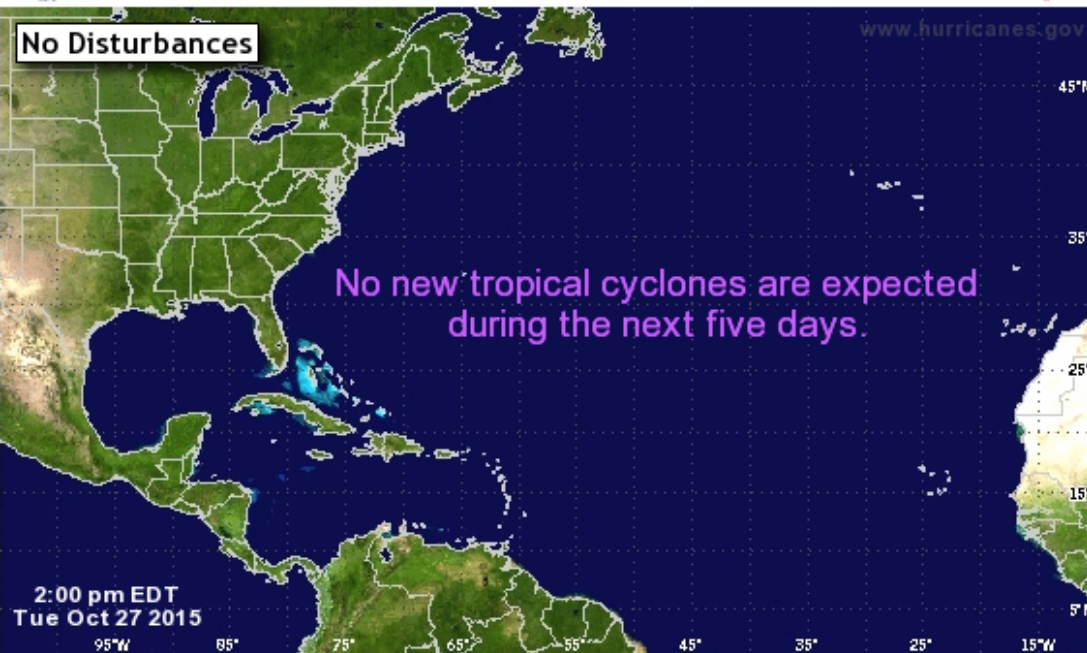 No Disturbances
www.hurricanes.gov
45°N
35°
No new tropical cyclones are expected
during the next five days.
25°
15°
2:00 pm EDT
Tue Oct 27 2015
5°N
95°W 85° 75° 65° 55° 45° 35° 25° 15°W